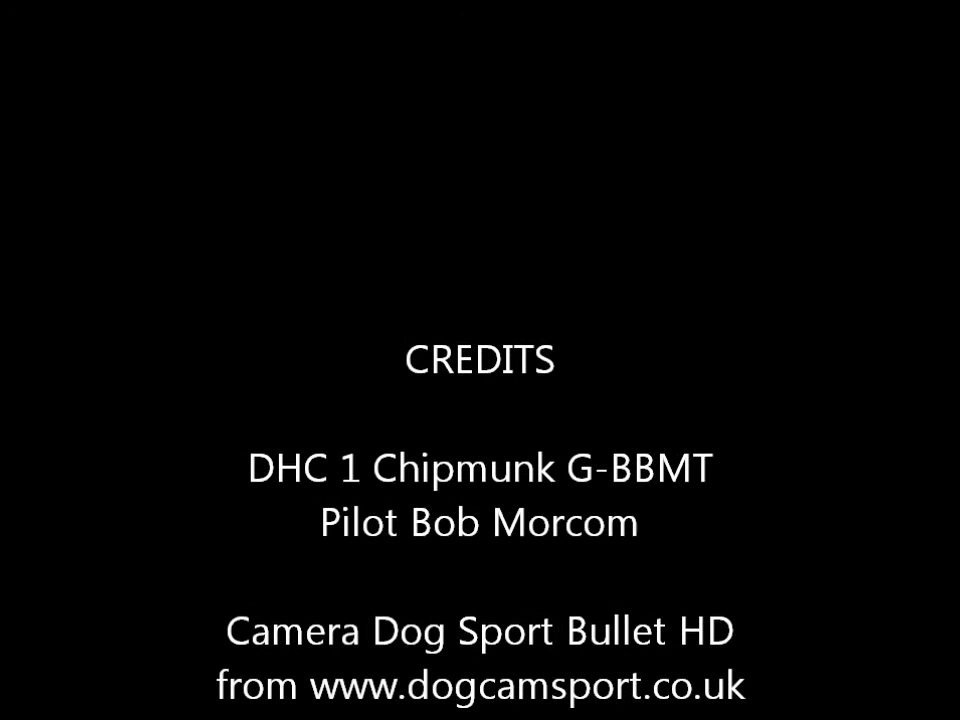 CREDITS
DHC 1 Chipmunk G-BBMT
Pilot Bob Morcom
Camera Dog Sport Bullet HD
from www.dogcamsport.co.uk